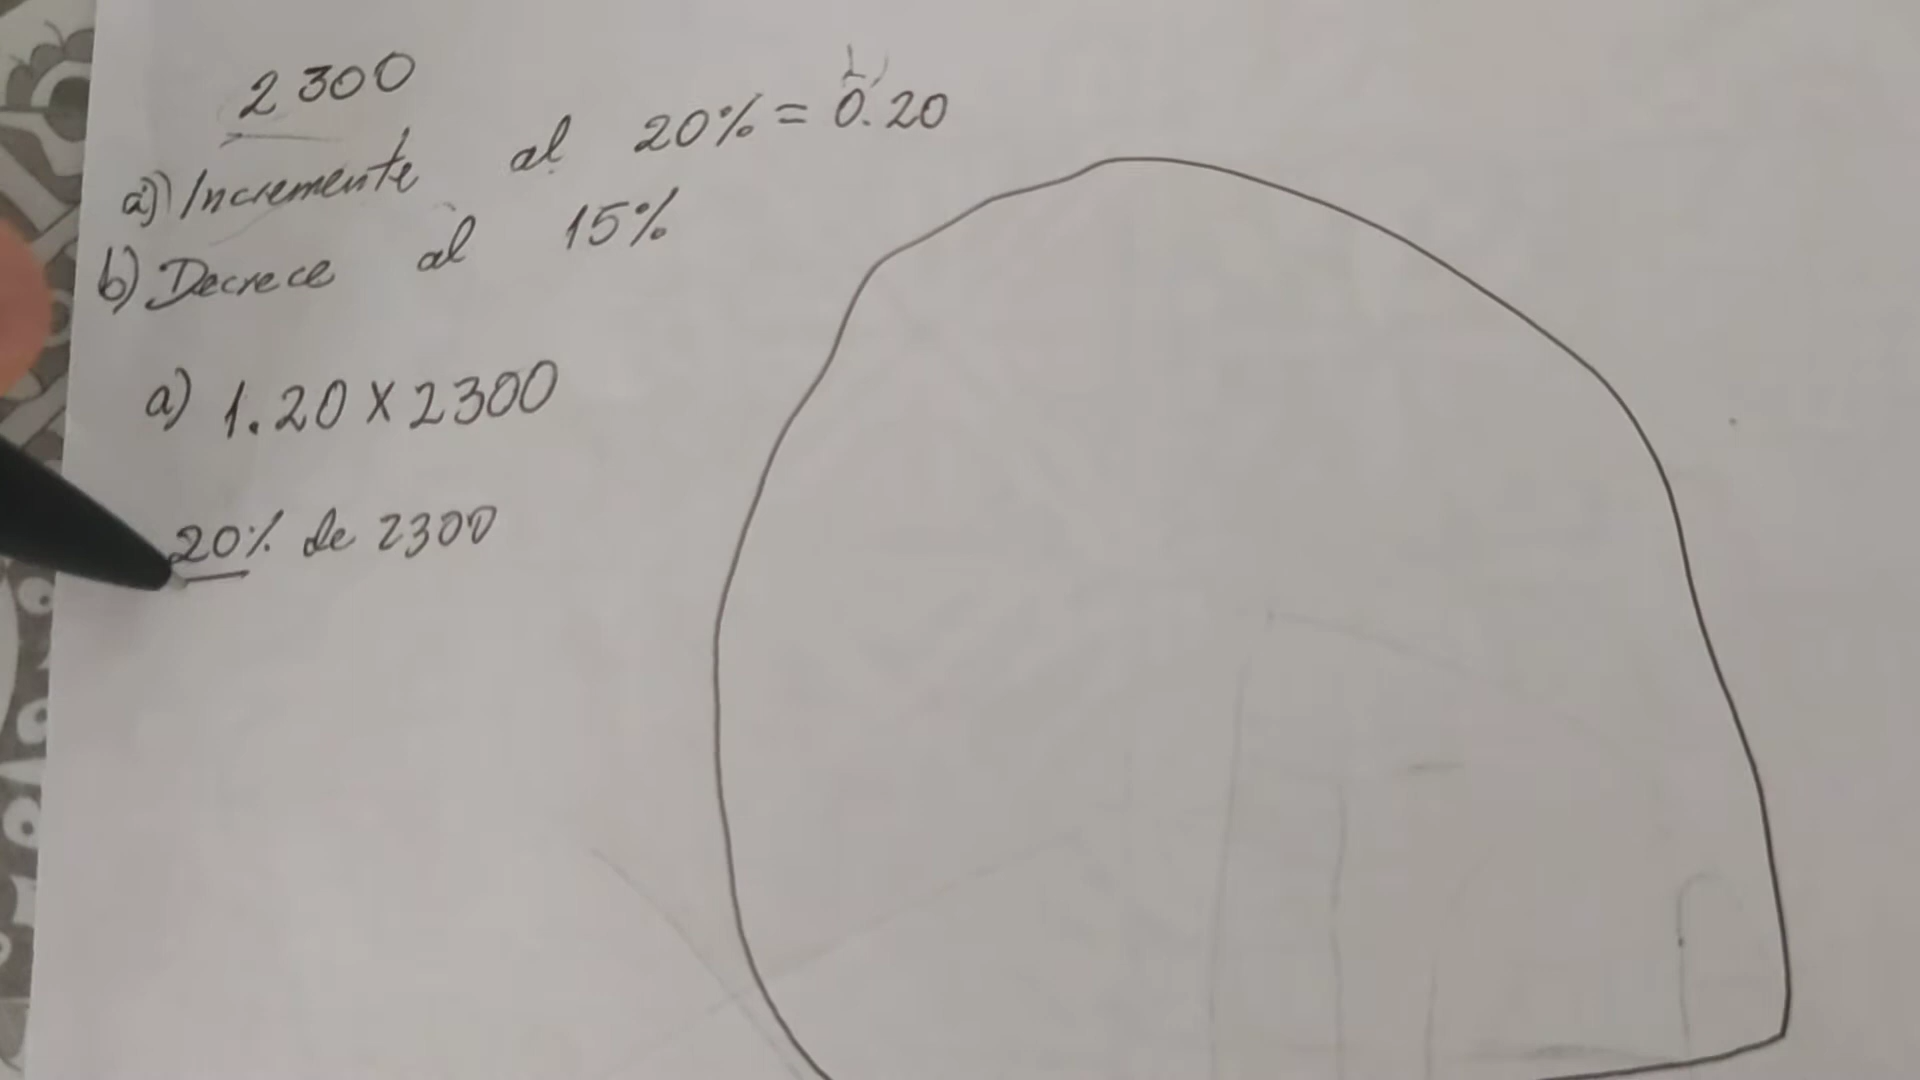 2300
a) Incremente al 20% = 0.20
b) Decrece al 15%
a) 1.20 x 2300
20% de 2300